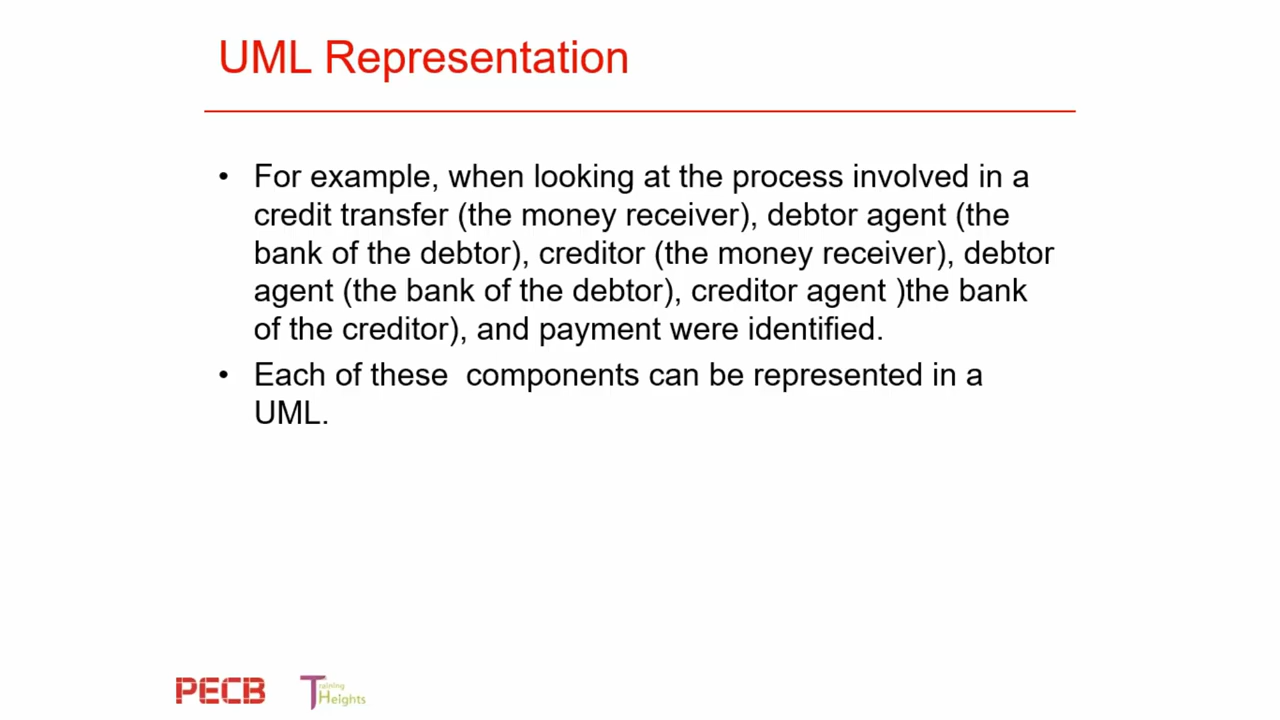 UML Representation
• For example, when looking at the process involved in a
credit transfer (the money receiver), debtor agent (the
bank of the debtor), creditor (the money receiver), debtor
agent (the bank of the debtor), creditor agent )the bank
of the creditor), and payment were identified.
• Each of these  components can be represented in a
UML.
PECB
Training
Heights